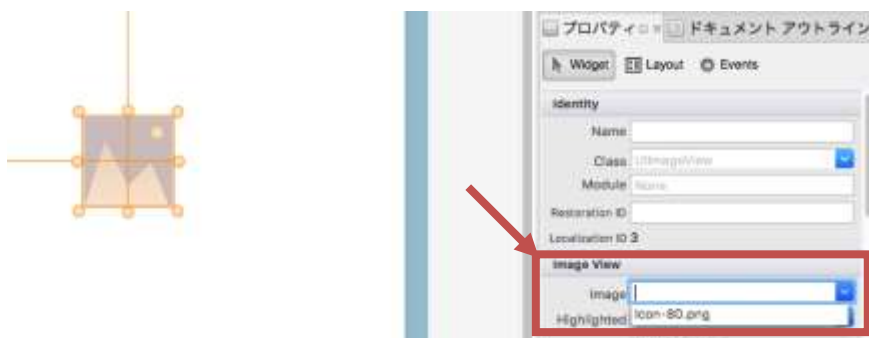 プロパティ
ドキュメント アウトライン
Widget Layout Events
Identity
Name
Class UIImageView
Module None
Restoration ID
Localization ID 3
Image View
Image
Highlighted Icon-80.png